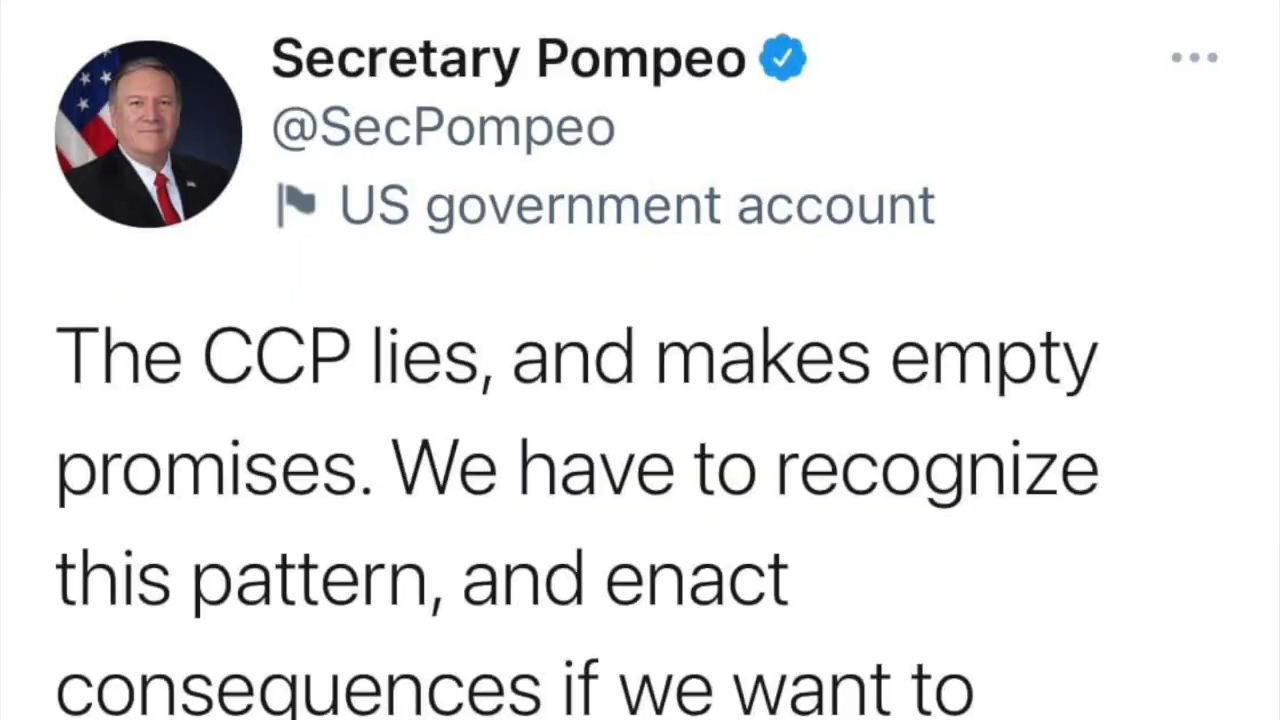 Secretary Pompeo
@SecPompeo
US government account
The CCP lies, and makes empty
promises. We have to recognize
this pattern, and enact
consequences if we want to